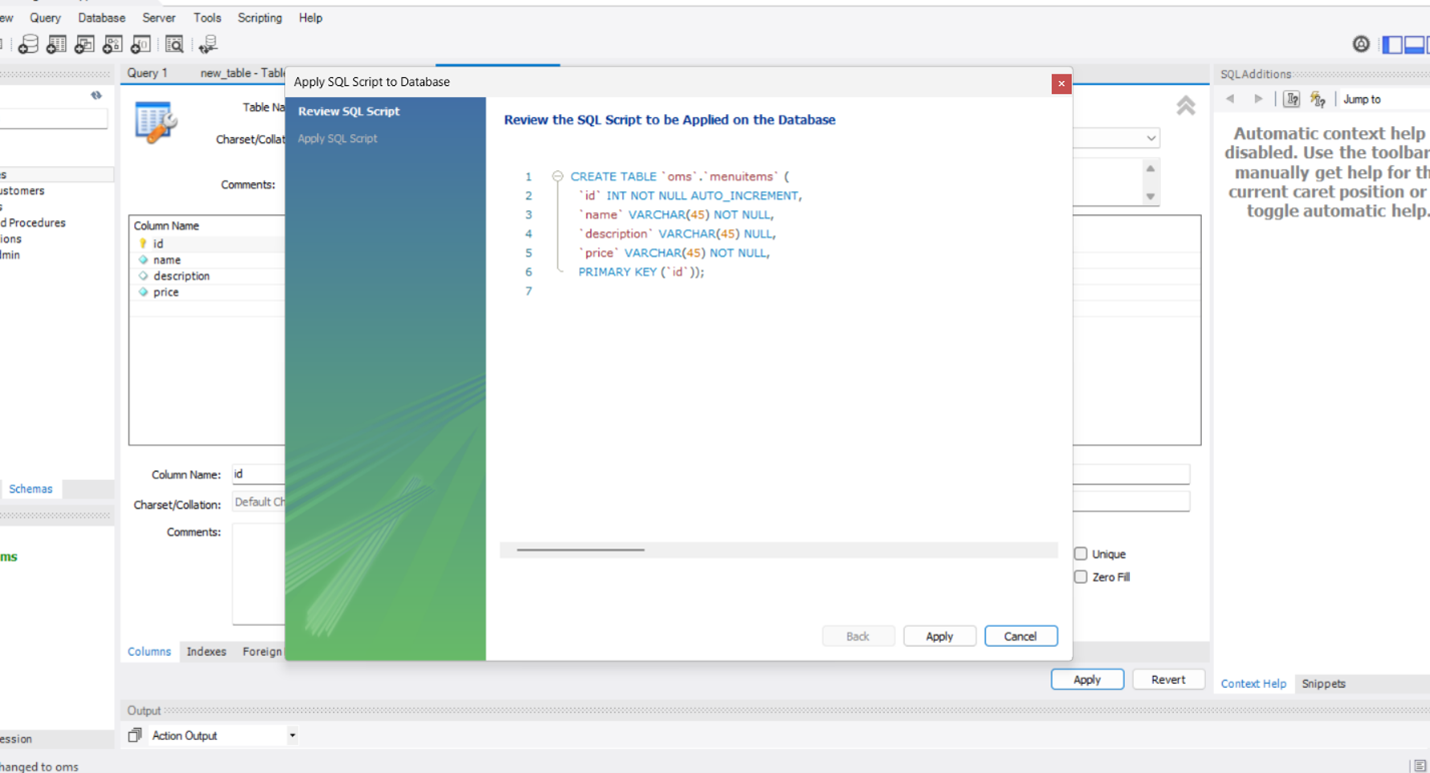 Query Database Server Tools Scripting Help
Query 1 new_table - Table
Apply SQL Script to Database
SQLAdditions
Jump to
Review SQL Script
Apply SQL Script
Review the SQL Script to be Applied on the Database
1 CREATE TABLE `oms`.`menuitems` (
2 `id` INT NOT NULL AUTO_INCREMENT,
3 `name` VARCHAR(45) NOT NULL,
4 `description` VARCHAR(45) NULL,
5 `price` VARCHAR(45) NOT NULL,
6 PRIMARY KEY (`id`));
7
Back Apply Cancel
Table Na
Charset/Collat
Comments:
Column Name
id
name
description
price
ustomers
d Procedures
ions
dmin
Schemas
oms
Column Name: id
Charset/Collation: Default Ch
Comments:
Unique
Zero Fill
Columns Indexes Foreign
Apply Revert
Automatic context help
disabled. Use the toolbar
manually get help for th
current caret position or
toggle automatic help.
Context Help Snippets
Output
Action Output
ession
hanged to oms